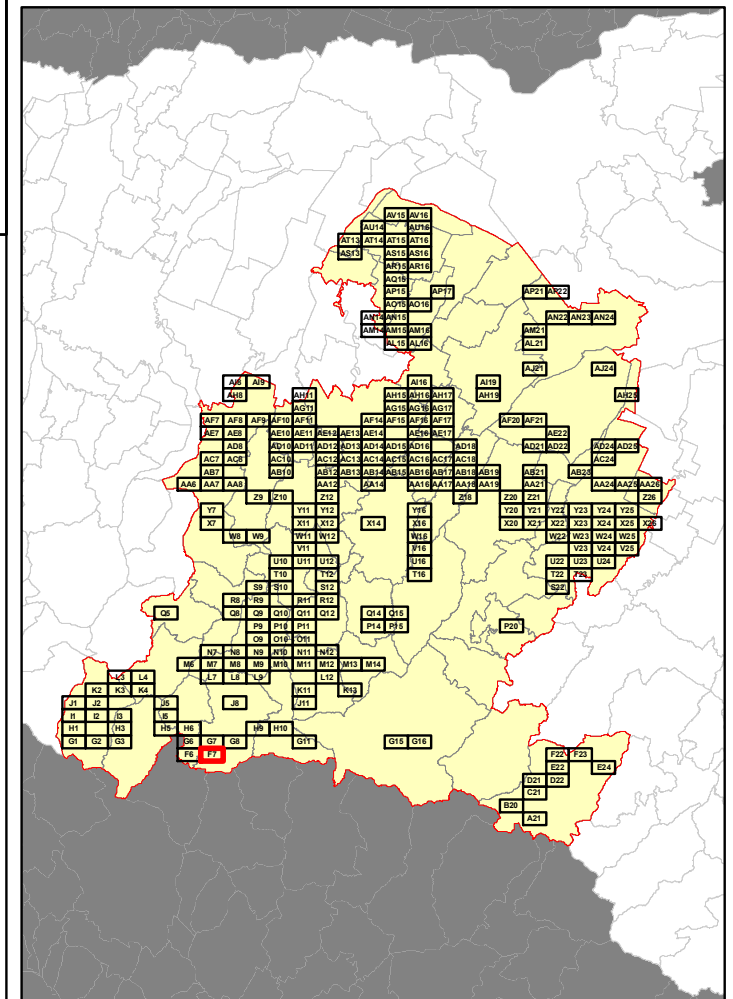 AV15 AV16
AU14 AU16
AT13 AT14 AT15 AT16
AS13 AS15 AS16
AR15 AR16
AQ15
AP15 AP17 AP21 AP22
AO15 AO16
AN14 AN15 AN22 AN23 AN24
AM14 AM15 AM16 AM21
AL15 AL16 AL21
AJ21 AJ24
AI8 AI9 AI16 AI19
AH8 AH11 AH15 AH16 AH17 AH19 AH25
AG11 AG15 AG16 AG17
AF7 AF8 AF9 AF10 AF11 AF14 AF15 AF16 AF17 AF20 AF21
AE7 AE8 AE10 AE11 AE12 AE13 AE14 AE16 AE17 AE22
AD8 AD10 AD11 AD12 AD13 AD14 AD15 AD16 AD18 AD21 AD22 AD24 AD25
AC7 AC8 AC10 AC12 AC13 AC14 AC15 AC16 AC17 AC18 AC24
AB7 AB10 AB12 AB13 AB14 AB15 AB16 AB17 AB18 AB19 AB21 AB23
AA6 AA7 AA8 AA12 AA14 AA16 AA17 AA18 AA19 AA21 AA24 AA25 AA26
Z9 Z10 Z12 Z18 Z20 Z21 Z26
Y7 Y11 Y12 Y16 Y20 Y21 Y22 Y23 Y24 Y25
X7 X11 X12 X14 X16 X20 X21 X22 X23 X24 X25 X26
W8 W9 W11 W12 W16 W22 W23 W24 W25
V11 V16 V23 V24 V25
U10 U11 U12 U16 U22 U23 U24
T10 T12 T16 T22 T23
S9 S10 S12 S22
R8 R9 R11 R12
Q5 Q8 Q9 Q10 Q11 Q12 Q14 Q15
P9 P10 P11 P14 P15 P20
O9 O10 O11
N7 N8 N9 N10 N11 N12
M6 M7 M8 M9 M10 M11 M12 M13 M14
L3 L4 L7 L8 L9 L12
K2 K3 K4 K11 K13
J1 J2 J5 J8 J11
I1 I2 I3 I5
H1 H3 H5 H6 H9 H10
G1 G2 G3 G6 G7 G8 G11 G15 G16
F6 F7 F22 F23
E22 E24
D21 D22
C21
B20
A21